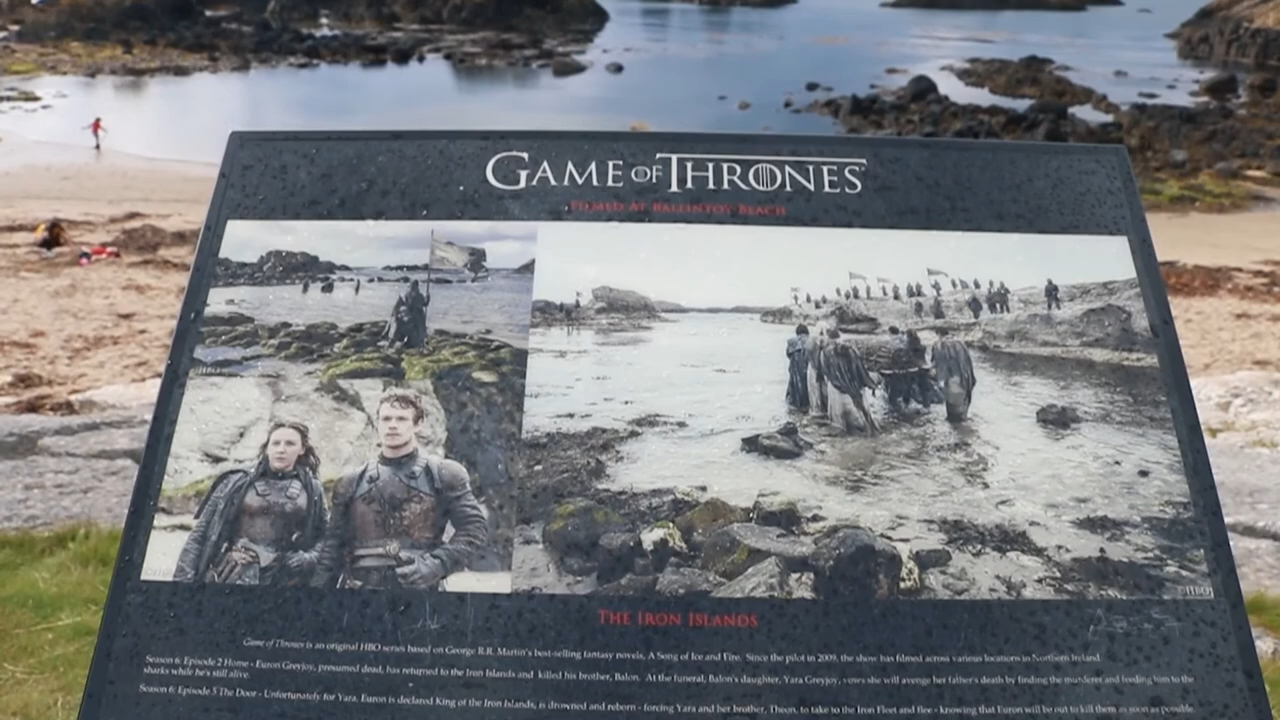 GAME OF THRONES
FILMED AT BALLINTOY BEACH
©HBO
THE IRON ISLANDS
Game of Thrones is an original HBO series based on George R.R. Martin's best-selling fantasy novels, A Song of Ice and Fire. Since the pilot in 2009, the show has filmed across various locations in Northern Ireland.
Season 6: Episode 2 Home - Euron Greyjoy, presumed dead, has returned to the Iron Islands and killed his brother, Balon. At the funeral, Balon's daughter, Yara Greyjoy, vows she will avenge her father's death by finding the murderer and feeding him to the
sharks while he's still alive.
Season 6: Episode 5 The Door - Unfortunately for Yara, Euron is declared King of the Iron Islands, is drowned and reborn - forcing Yara and her brother, Theon, to take to the Iron Fleet and flee - knowing that Euron will be out to kill them as soon as possible.